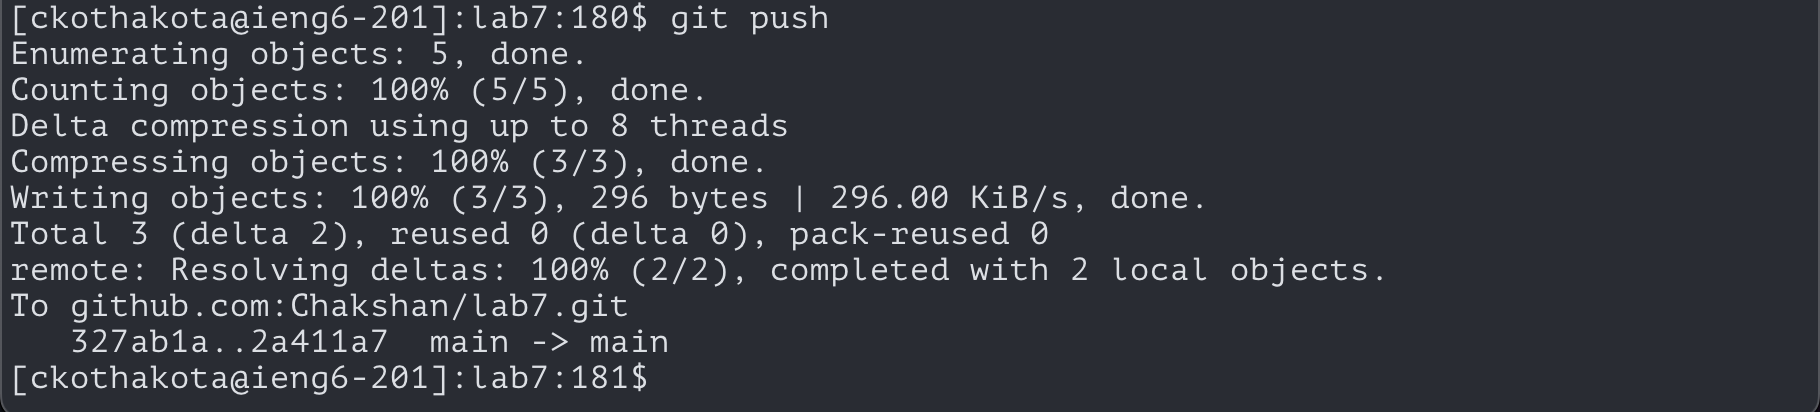 [ckothakota@ieng6-201]:lab7:180$ git push
Enumerating objects: 5, done.
Counting objects: 100% (5/5), done.
Delta compression using up to 8 threads
Compressing objects: 100% (3/3), done.
Writing objects: 100% (3/3), 296 bytes | 296.00 KiB/s, done.
Total 3 (delta 2), reused 0 (delta 0), pack-reused 0
remote: Resolving deltas: 100% (2/2), completed with 2 local objects.
To github.com:Chakshan/lab7.git
   327ab1a..2a411a7  main -> main
[ckothakota@ieng6-201]:lab7:181$